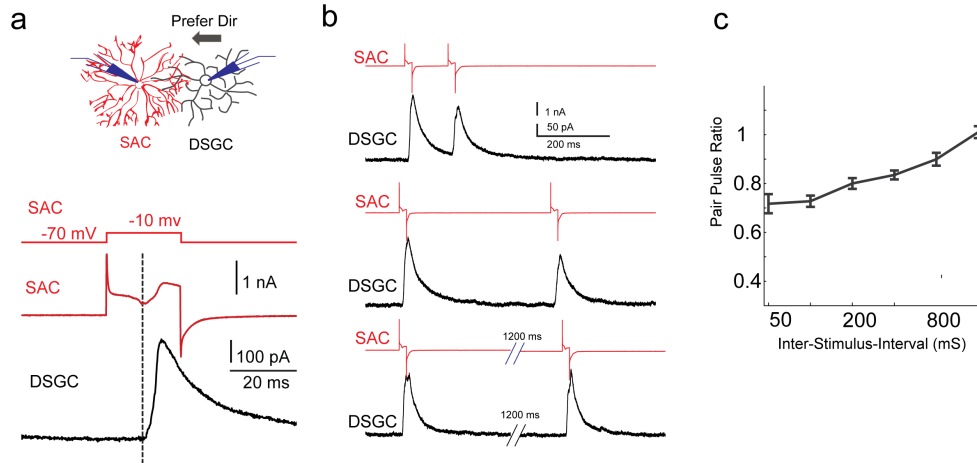 a
Prefer Dir
SAC
DSGC
SAC
-70 mV
-10 mv
SAC
1 nA
DSGC
100 pA
20 ms
b
SAC
DSGC
1 nA
50 pA
200 ms
SAC
DSGC
SAC
1200 ms
DSGC
1200 ms
c
Pair Pulse Ratio
1
0.8
0.6
0.4
50
200
800
Inter-Stimulus-Interval (mS)